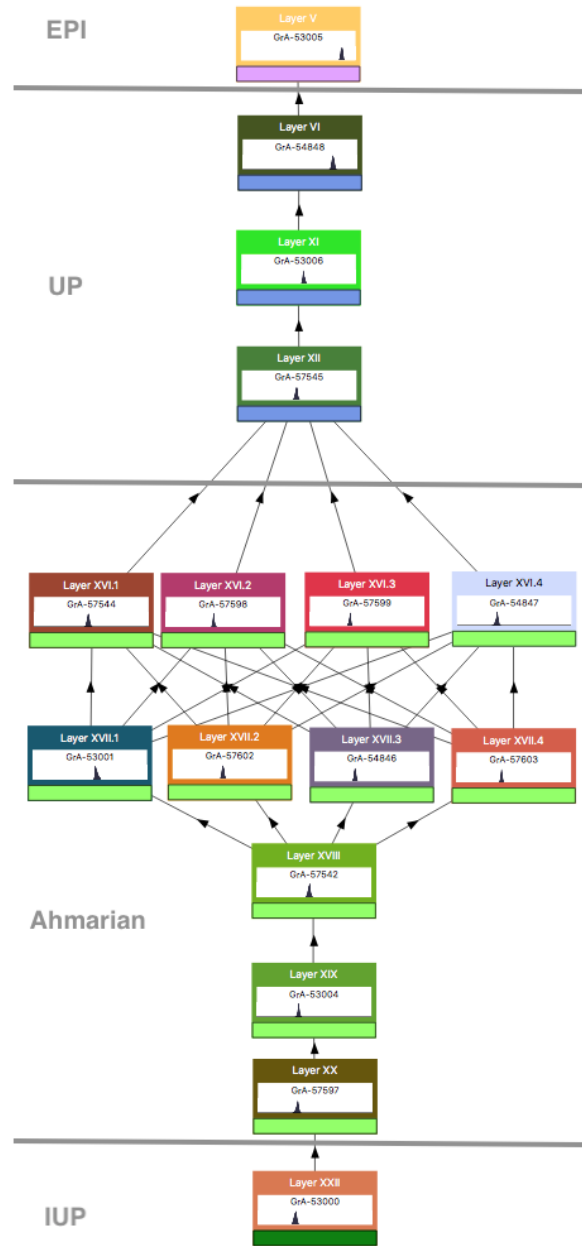 EPI
Layer V
GrA-53005
Layer VI
GrA-54848
UP
Layer XI
GrA-53006
Layer XII
GrA-57545
Layer XVI.1
GrA-57544
Layer XVI.2
GrA-57598
Layer XVI.3
GrA-57599
Layer XVI.4
GrA-54847
Layer XVII.1
GrA-53001
Layer XVII.2
GrA-57602
Layer XVII.3
GrA-54846
Layer XVII.4
GrA-57603
Layer XVIII
GrA-57542
Ahmarian
Layer XIX
GrA-53004
Layer XX
GrA-57597
IUP
Layer XXII
GrA-53000